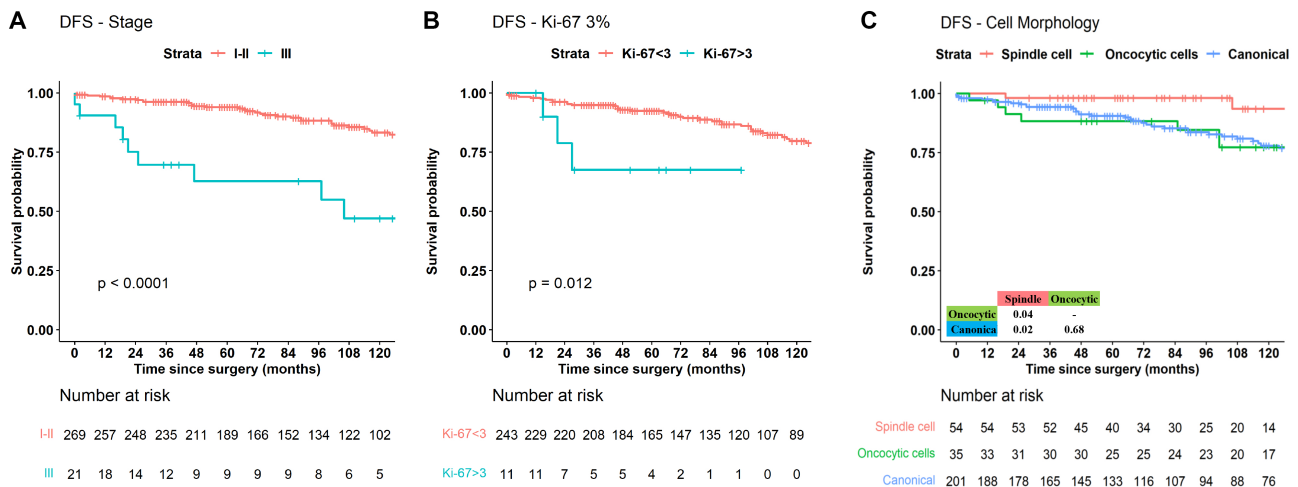 A DFS - Stage
Strata I-II III
Survival probability
1.00
0.75
0.50
0.25
0.00
p < 0.0001
0 12 24 36 48 60 72 84 96 108 120
Time since surgery (months)
Number at risk
I-II 269 257 248 235 211 189 166 152 134 122 102
III 21 18 14 12 9 9 9 9 8 6 5
B DFS - Ki-67 3%
Strata Ki-67<3 Ki-67>3
Survival probability
1.00
0.75
0.50
0.25
0.00
p = 0.012
0 12 24 36 48 60 72 84 96 108 120
Time since surgery (months)
Number at risk
Ki-67<3 243 229 220 208 184 165 147 135 120 107 89
Ki-67>3 11 11 7 5 5 4 2 1 1 0 0
C DFS - Cell Morphology
Strata Spindle cell Oncocytic cells Canonical
Survival probability
1.00
0.75
0.50
0.25
0.00
Spindle Oncocytic
Oncocytic 0.04 -
Canonica 0.02 0.68
0 12 24 36 48 60 72 84 96 108 120
Time since surgery (months)
Number at risk
Spindle cell 54 54 53 52 45 40 34 30 25 20 14
Oncocytic cells 35 33 31 30 30 25 25 24 23 20 17
Canonical 201 188 178 165 145 133 116 107 94 88 76